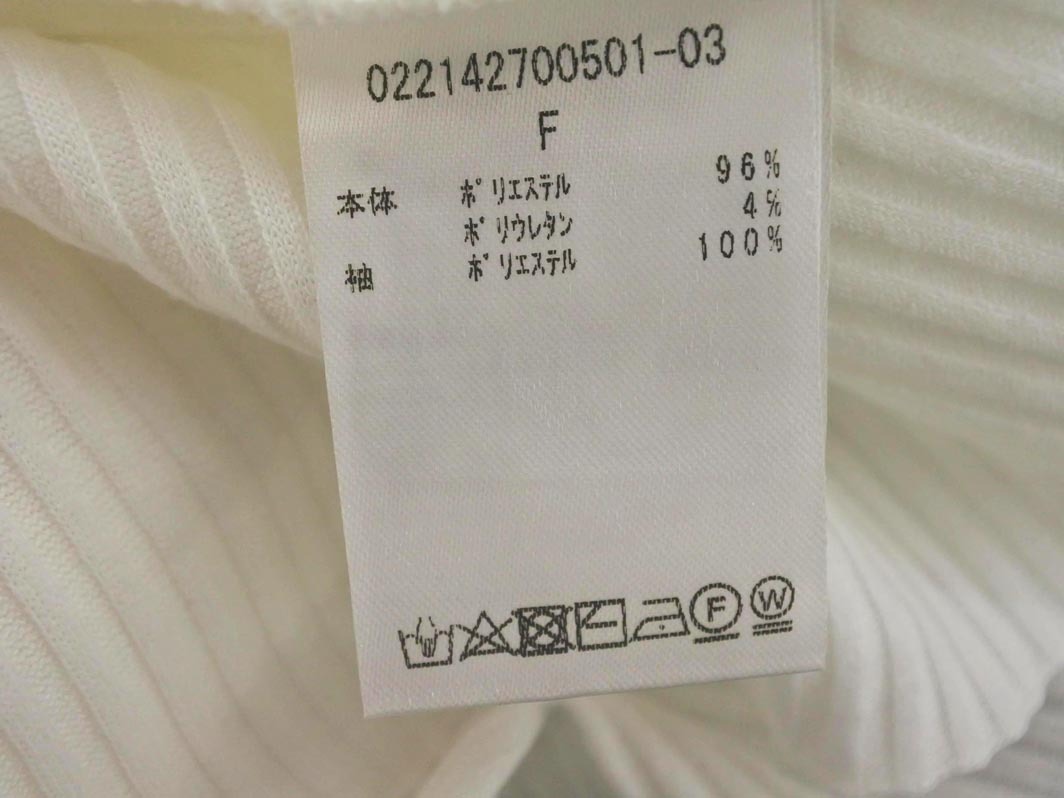 022142700501-03
F
本体 ポリエステル 96%
ポリウレタン 4%
袖 ポリエステル 100%
F W